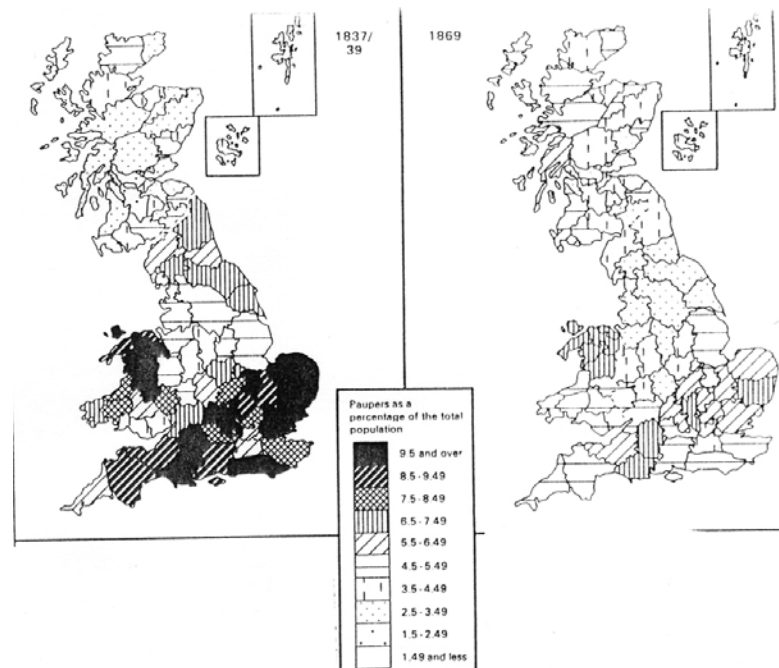 1837/
39
1869
Paupers as a
percentage of the total
population
9.5 and over
8.5-9.49
7.5-8.49
6.5-7.49
5.5-6.49
4.5-5.49
3.5-4.49
2.5-3.49
1.5-2.49
1.49 and less